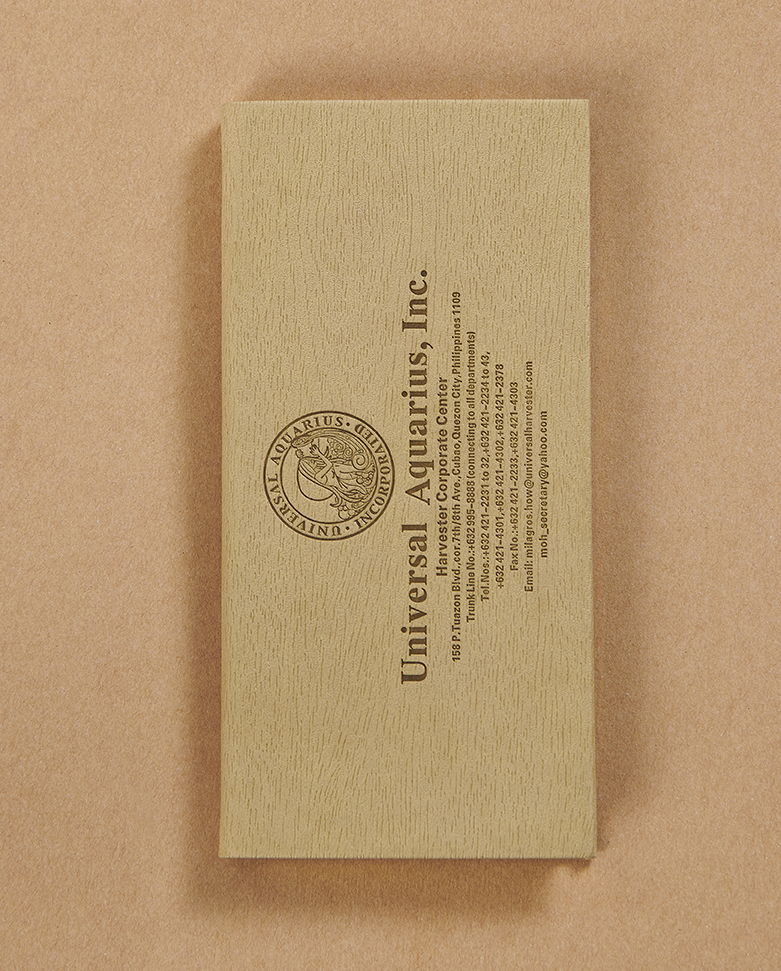 UNIVERSAL AQUARIUS · INCORPORATED ·
Universal Aquarius, Inc.
Harvester Corporate Center
158 P.Tuazon Blvd.,cor.7th/8th Ave.,Cubao,Quezon City,Philippines 1109
Trunk Line No.:+632 995-8888 (connecting to all departments)
Tel.Nos.:+632 421-2231 to 32,+632 421-2234 to 43,
+632 421-4301,+632 421-4302,+632 421-2378
Fax No.:+632 421-2233,+632 421-4303
Email: milagros.how@universalharvester.com
moh_secretary@yahoo.com